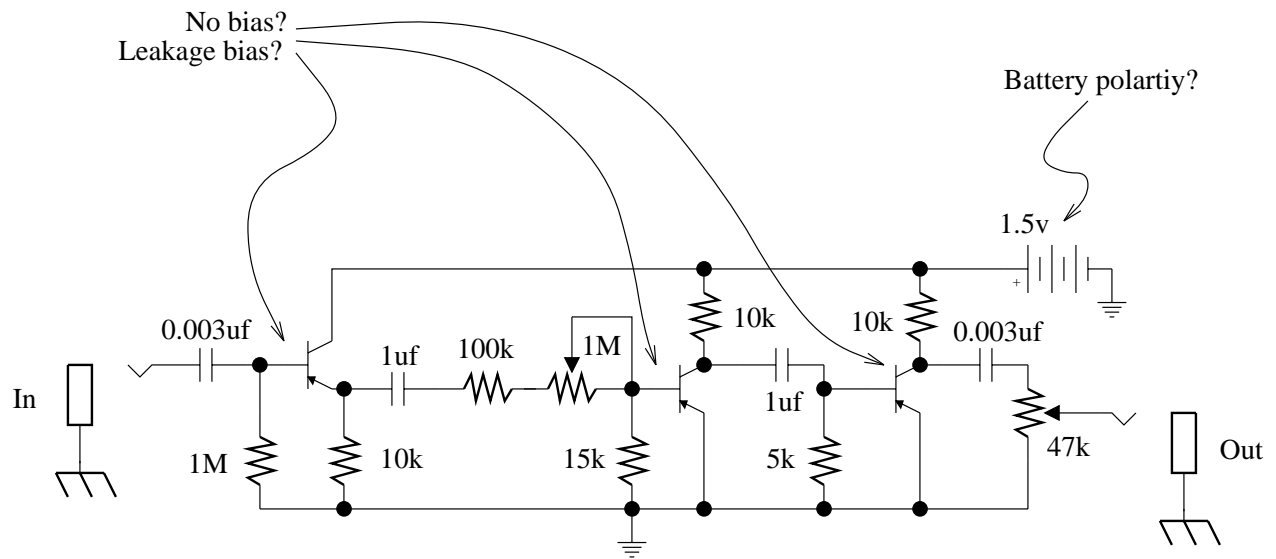 No bias?
Leakage bias?
Battery polartiy?
1.5v
+
0.003uf
10k
10k
0.003uf
1uf
100k
1M
1uf
In
1M
10k
15k
5k
47k
Out